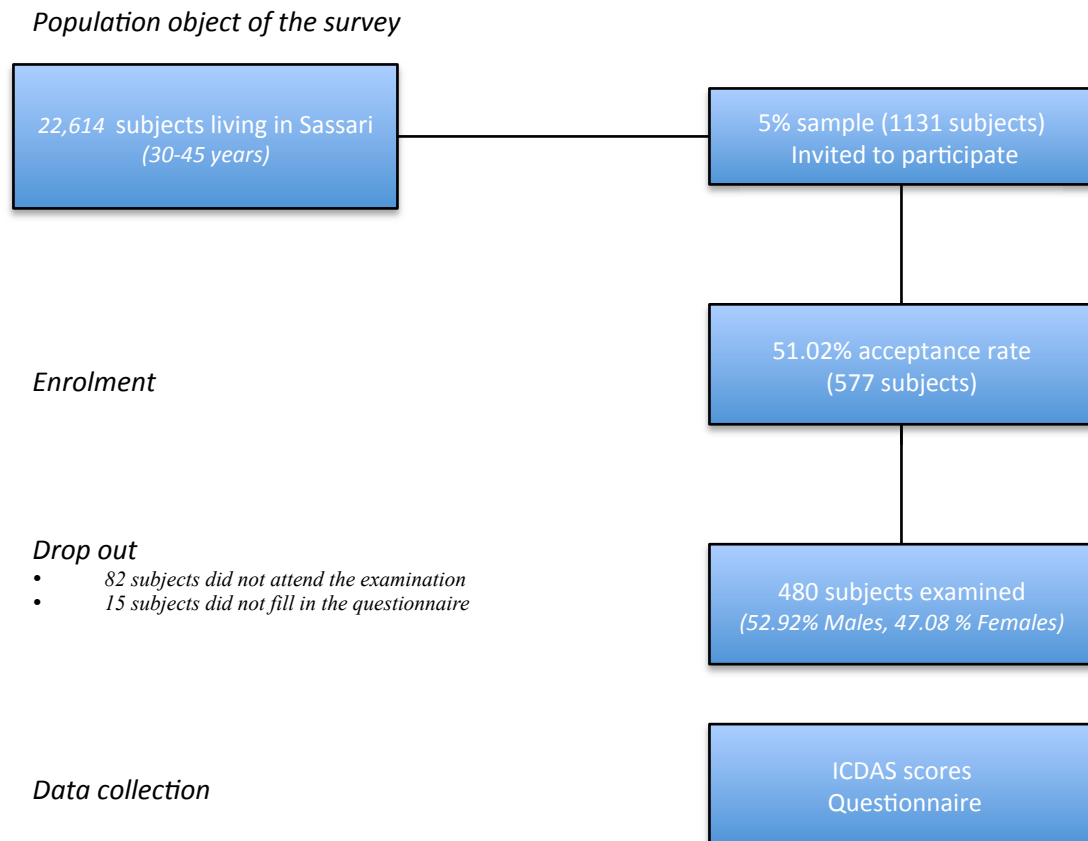 Population object of the survey
22,614 subjects living in Sassari
(30-45 years)
5% sample (1131 subjects)
Invited to participate
Enrolment
51.02% acceptance rate
(577 subjects)
Drop out
• 82 subjects did not attend the examination
• 15 subjects did not fill in the questionnaire
480 subjects examined
(52.92% Males, 47.08 % Females)
Data collection
ICDAS scores
Questionnaire